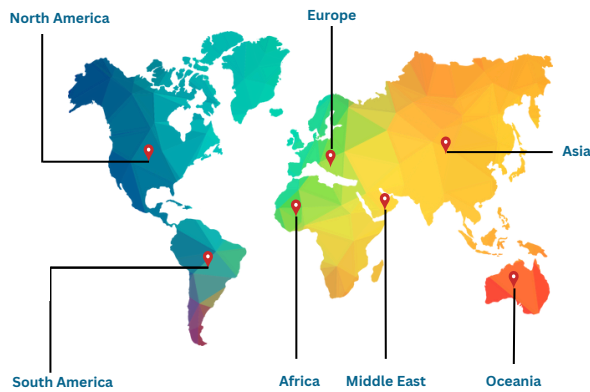 Europe
North America
Asia
South America
Africa
Middle East
Oceania